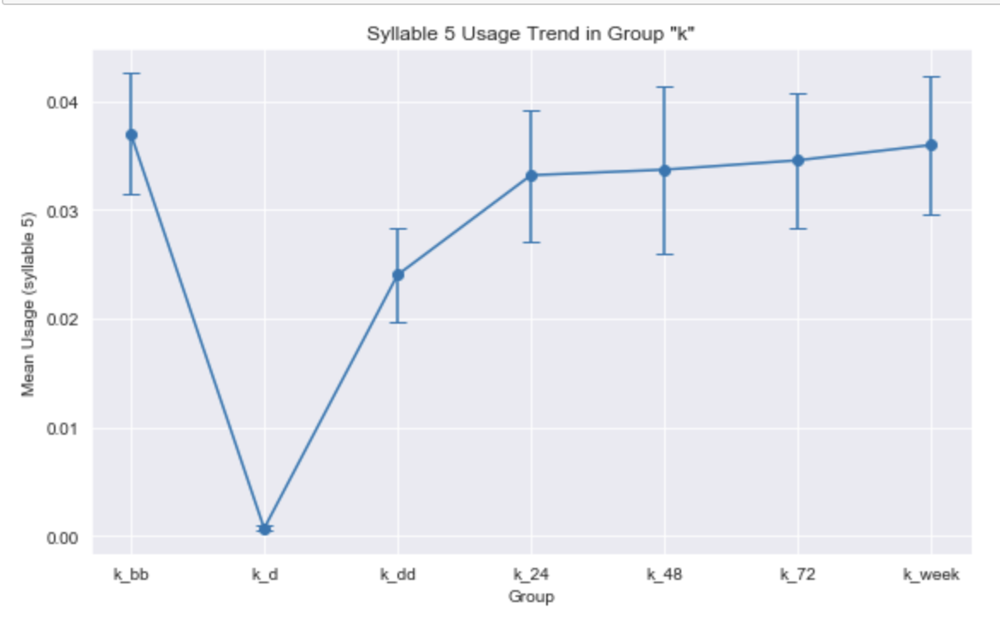 Syllable 5 Usage Trend in Group "k"
Mean Usage (syllable 5)
0.04
0.03
0.02
0.01
0.00
k_bb k_d k_dd k_24 k_48 k_72 k_week
Group